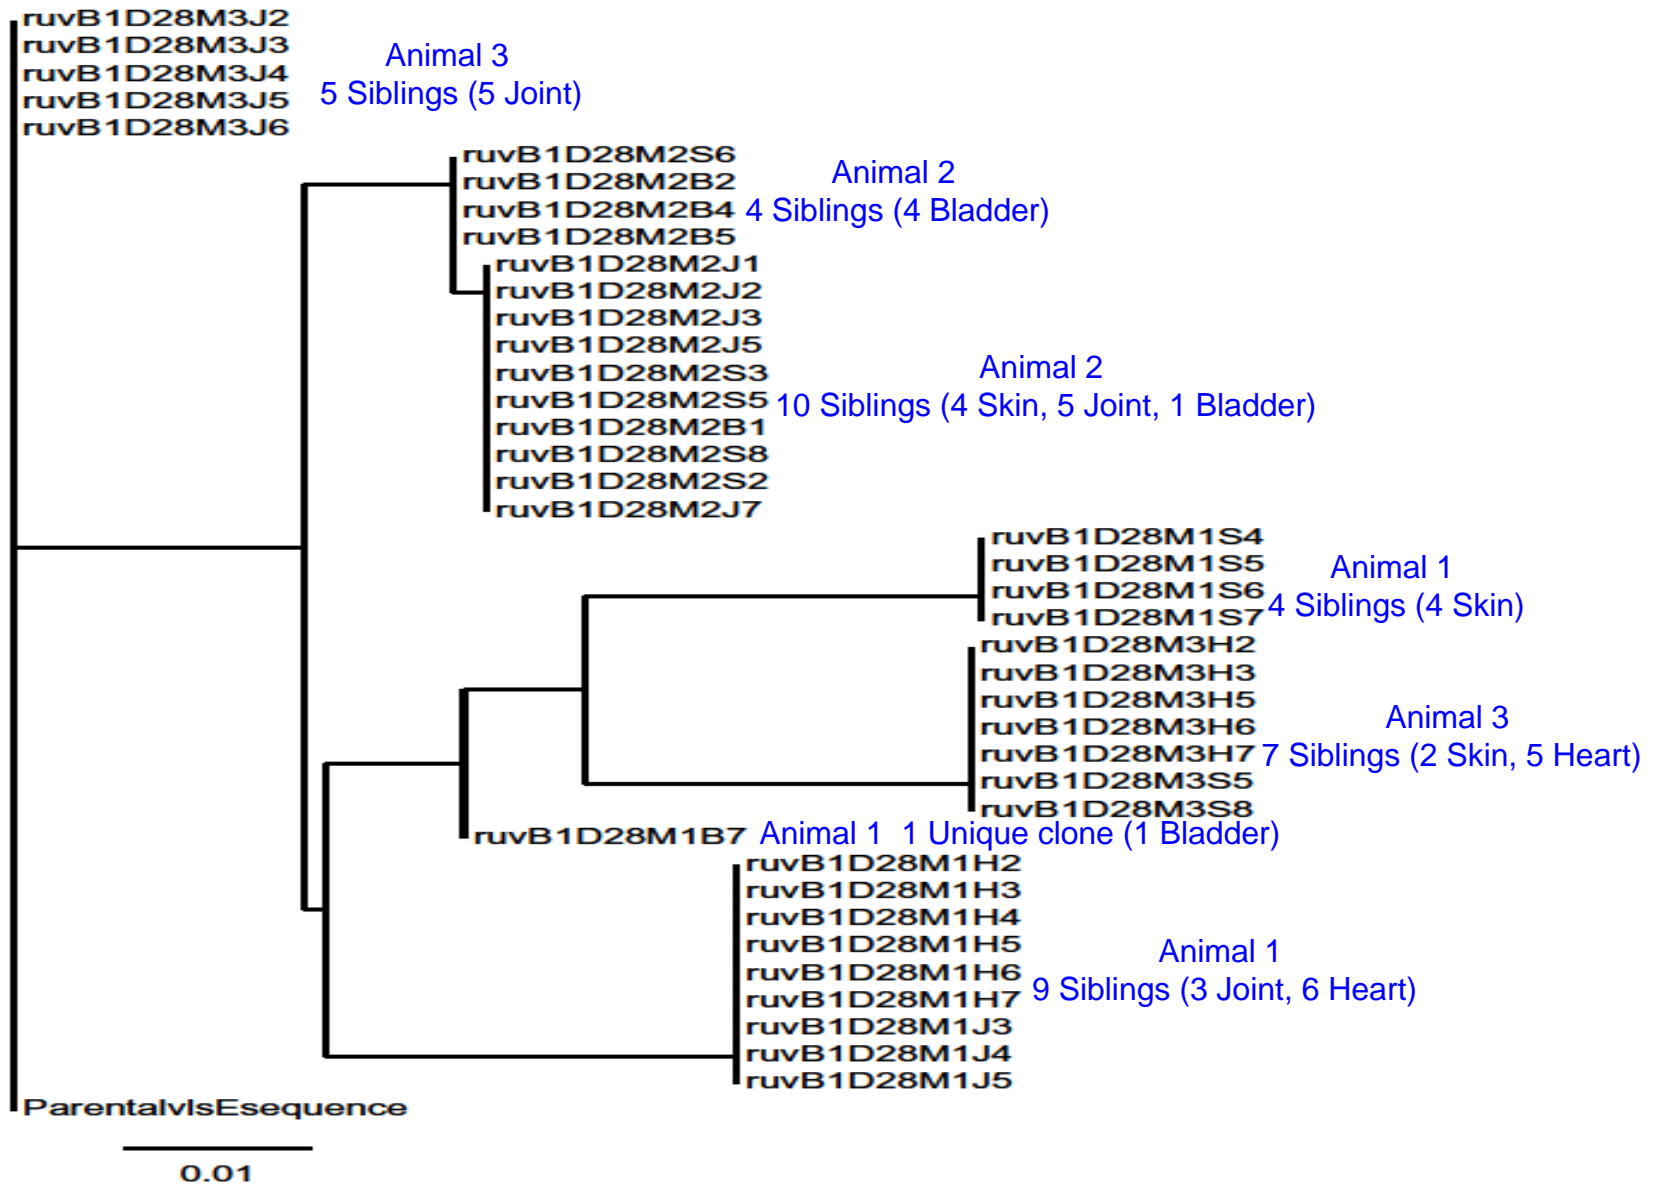 ruvB1D28M3J2
ruvB1D28M3J3
ruvB1D28M3J4
ruvB1D28M3J5
ruvB1D28M3J6
Animal 3
5 Siblings (5 Joint)
ruvB1D28M2S6
ruvB1D28M2B2
ruvB1D28M2B4
ruvB1D28M2B5
Animal 2
4 Siblings (4 Bladder)
ruvB1D28M2J1
ruvB1D28M2J2
ruvB1D28M2J3
ruvB1D28M2J5
ruvB1D28M2S3
ruvB1D28M2S5
ruvB1D28M2B1
ruvB1D28M2S8
ruvB1D28M2S2
ruvB1D28M2J7
Animal 2
10 Siblings (4 Skin, 5 Joint, 1 Bladder)
ruvB1D28M1S4
ruvB1D28M1S5
ruvB1D28M1S6
ruvB1D28M1S7
Animal 1
4 Siblings (4 Skin)
ruvB1D28M3H2
ruvB1D28M3H3
ruvB1D28M3H5
ruvB1D28M3H6
ruvB1D28M3H7
ruvB1D28M3S5
ruvB1D28M3S8
Animal 3
7 Siblings (2 Skin, 5 Heart)
ruvB1D28M1B7 Animal 1 1 Unique clone (1 Bladder)
ruvB1D28M1H2
ruvB1D28M1H3
ruvB1D28M1H4
ruvB1D28M1H5
ruvB1D28M1H6
ruvB1D28M1H7
ruvB1D28M1J3
ruvB1D28M1J4
ruvB1D28M1J5
Animal 1
9 Siblings (3 Joint, 6 Heart)
ParentalvlsEsequence
0.01